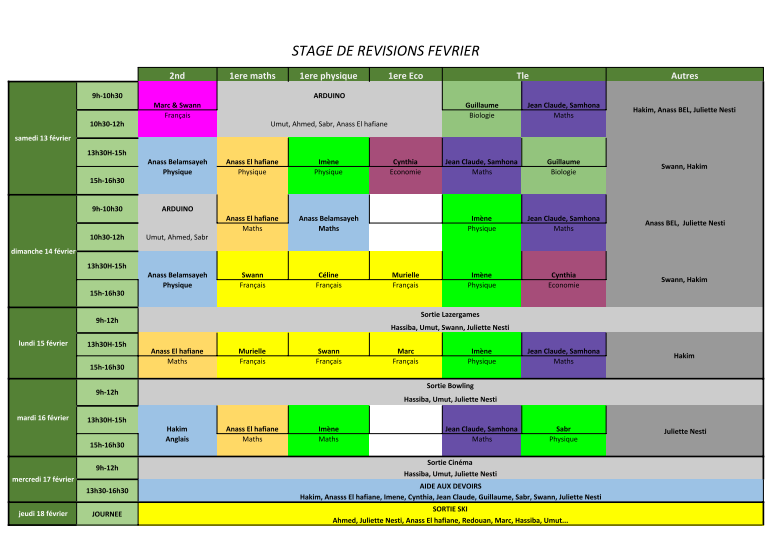 STAGE DE REVISIONS FEVRIER
2nd 1ere maths 1ere physique 1ere Eco Tle Autres
samedi 13 février
9h-10h30
Marc & Swann
Français
ARDUINO
Umut, Ahmed, Sabr, Anass El hafiane
Guillaume
Biologie
Jean Claude, Samhona
Maths
Hakim, Anass BEL, Juliette Nesti
10h30-12h
13h30H-15h
Anass Belamsayeh
Physique
Anass El hafiane
Physique
Imène
Physique
Cynthia
Economie
Jean Claude, Samhona
Maths
Guillaume
Biologie
Swann, Hakim
15h-16h30
dimanche 14 février
9h-10h30
ARDUINO
Umut, Ahmed, Sabr
Anass El hafiane
Maths
Anass Belamsayeh
Maths
Imène
Physique
Jean Claude, Samhona
Maths
Anass BEL, Juliette Nesti
10h30-12h
13h30H-15h
Anass Belamsayeh
Physique
Swann
Français
Céline
Français
Murielle
Français
Imène
Physique
Cynthia
Economie
Swann, Hakim
15h-16h30
lundi 15 février
9h-12h
Sortie Lazergames
Hassiba, Umut, Swann, Juliette Nesti
13h30H-15h
Anass El hafiane
Maths
Murielle
Français
Swann
Français
Marc
Français
Imène
Physique
Jean Claude, Samhona
Maths
Hakim
15h-16h30
mardi 16 février
9h-12h
Sortie Bowling
Hassiba, Umut, Juliette Nesti
13h30H-15h
Hakim
Anglais
Anass El hafiane
Maths
Imène
Maths
Jean Claude, Samhona
Maths
Sabr
Physique
Juliette Nesti
15h-16h30
mercredi 17 février
9h-12h
Sortie Cinéma
Hassiba, Umut, Juliette Nesti
13h30-16h30
AIDE AUX DEVOIRS
Hakim, Anasss El hafiane, Imene, Cynthia, Jean Claude, Guillaume, Sabr, Swann, Juliette Nesti
jeudi 18 février
JOURNEE
SORTIE SKI
Ahmed, Juliette Nesti, Anass El hafiane, Redouan, Marc, Hassiba, Umut...